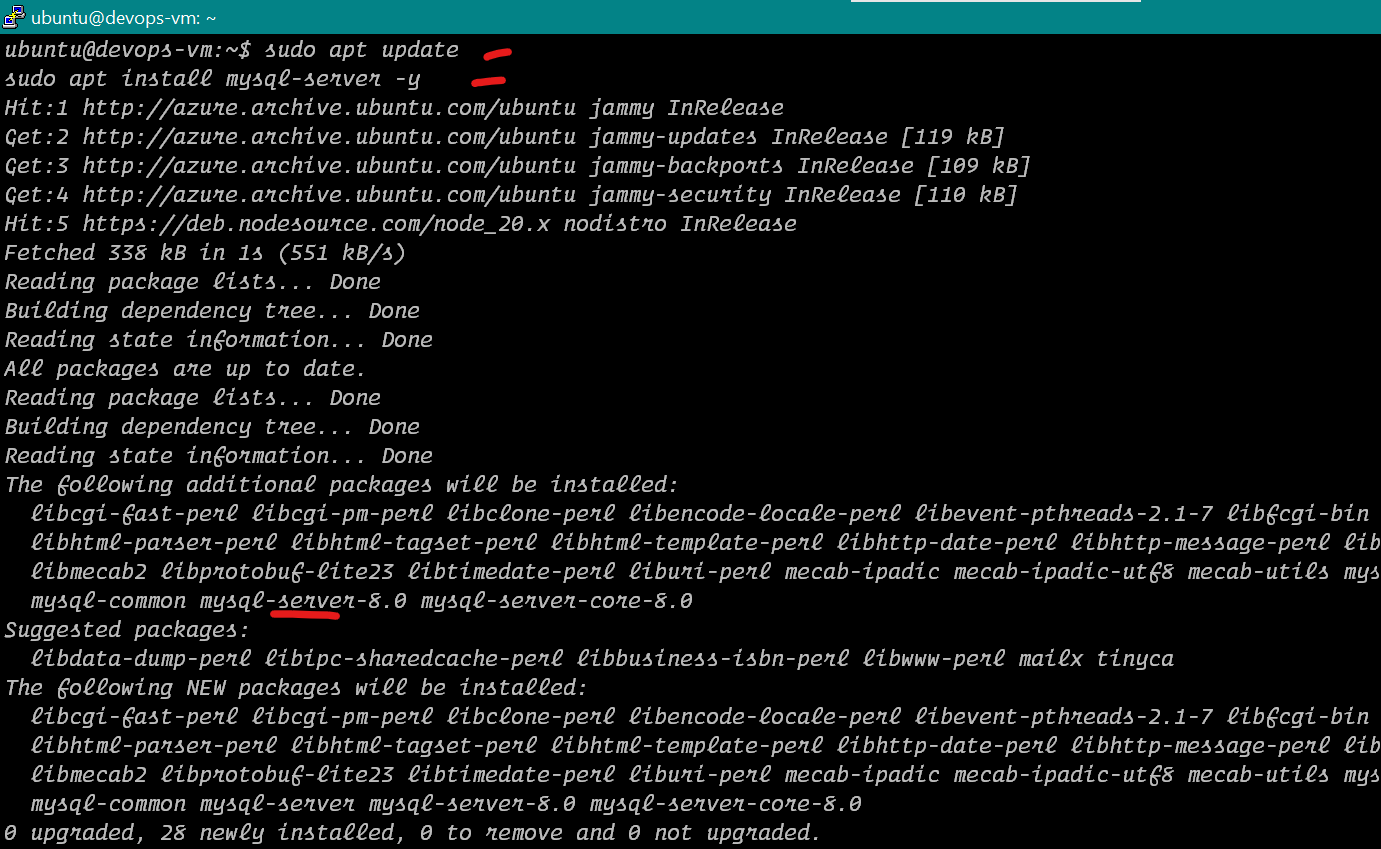 ubuntu@devops-vm: ~
ubuntu@devops-vm:~$ sudo apt update
sudo apt install mysql-server -y
Hit:1 http://azure.archive.ubuntu.com/ubuntu jammy InRelease
Get:2 http://azure.archive.ubuntu.com/ubuntu jammy-updates InRelease [119 kB]
Get:3 http://azure.archive.ubuntu.com/ubuntu jammy-backports InRelease [109 kB]
Get:4 http://azure.archive.ubuntu.com/ubuntu jammy-security InRelease [110 kB]
Hit:5 https://deb.nodesource.com/node_20.x nodistro InRelease
Fetched 338 kB in 1s (551 kB/s)
Reading package lists... Done
Building dependency tree... Done
Reading state information... Done
All packages are up to date.
Reading package lists... Done
Building dependency tree... Done
Reading state information... Done
The following additional packages will be installed:
  libcgi-fast-perl libcgi-pm-perl libclone-perl libencode-locale-perl libevent-pthreads-2.1-7 libfcgi-bin
  libhtml-parser-perl libhtml-tagset-perl libhtml-template-perl libhttp-date-perl libhttp-message-perl lib
  libmecab2 libprotobuf-lite23 libtimedate-perl liburi-perl mecab-ipadic mecab-ipadic-utf8 mecab-utils mys
  mysql-common mysql-server-8.0 mysql-server-core-8.0
Suggested packages:
  libdata-dump-perl libipc-sharedcache-perl libbusiness-isbn-perl libwww-perl mailx tinyca
The following NEW packages will be installed:
  libcgi-fast-perl libcgi-pm-perl libclone-perl libencode-locale-perl libevent-pthreads-2.1-7 libfcgi-bin
  libhtml-parser-perl libhtml-tagset-perl libhtml-template-perl libhttp-date-perl libhttp-message-perl lib
  libmecab2 libprotobuf-lite23 libtimedate-perl liburi-perl mecab-ipadic mecab-ipadic-utf8 mecab-utils mys
  mysql-common mysql-server mysql-server-8.0 mysql-server-core-8.0
0 upgraded, 28 newly installed, 0 to remove and 0 not upgraded.